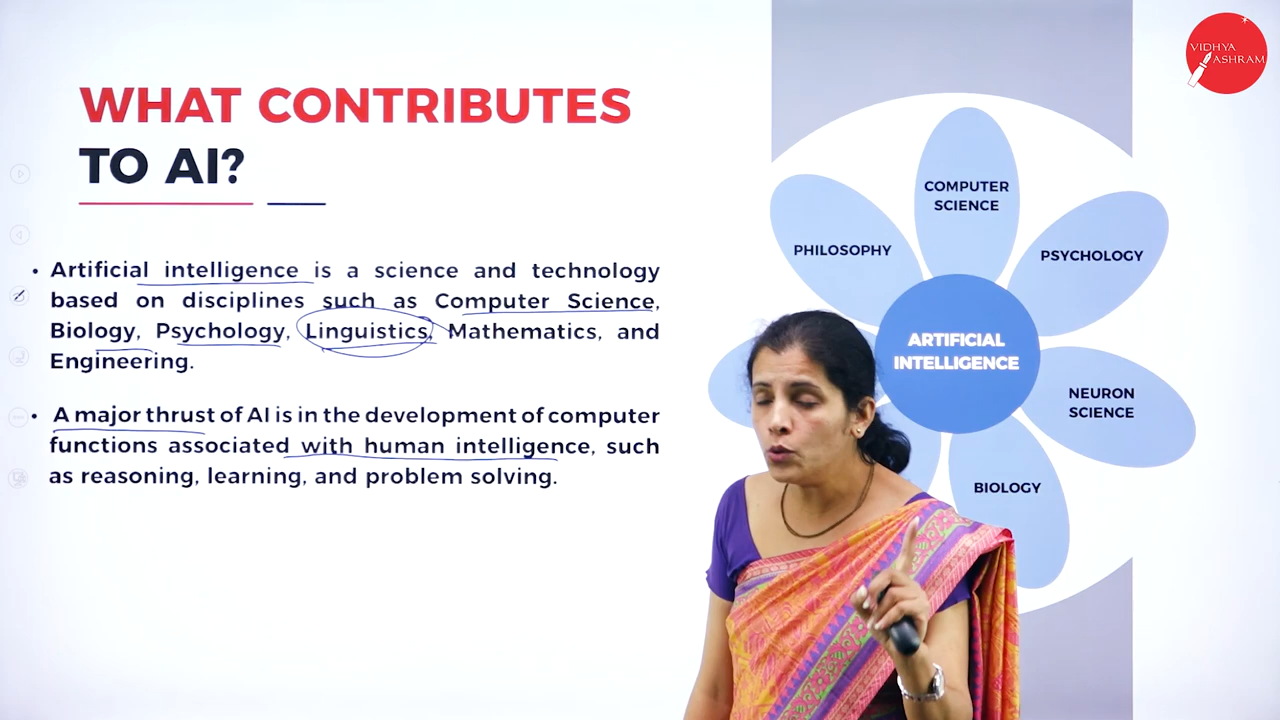 VIDHYA
ASHRAM
WHAT CONTRIBUTES
TO AI?
• Artificial intelligence is a science and technology
based on disciplines such as Computer Science,
Biology, Psychology, Linguistics, Mathematics, and
Engineering.
• A major thrust of AI is in the development of computer
functions associated with human intelligence, such
as reasoning, learning, and problem solving.
COMPUTER
SCIENCE
PHILOSOPHY
PSYCHOLOGY
ARTIFICIAL
INTELLIGENCE
NEURON
SCIENCE
BIOLOGY